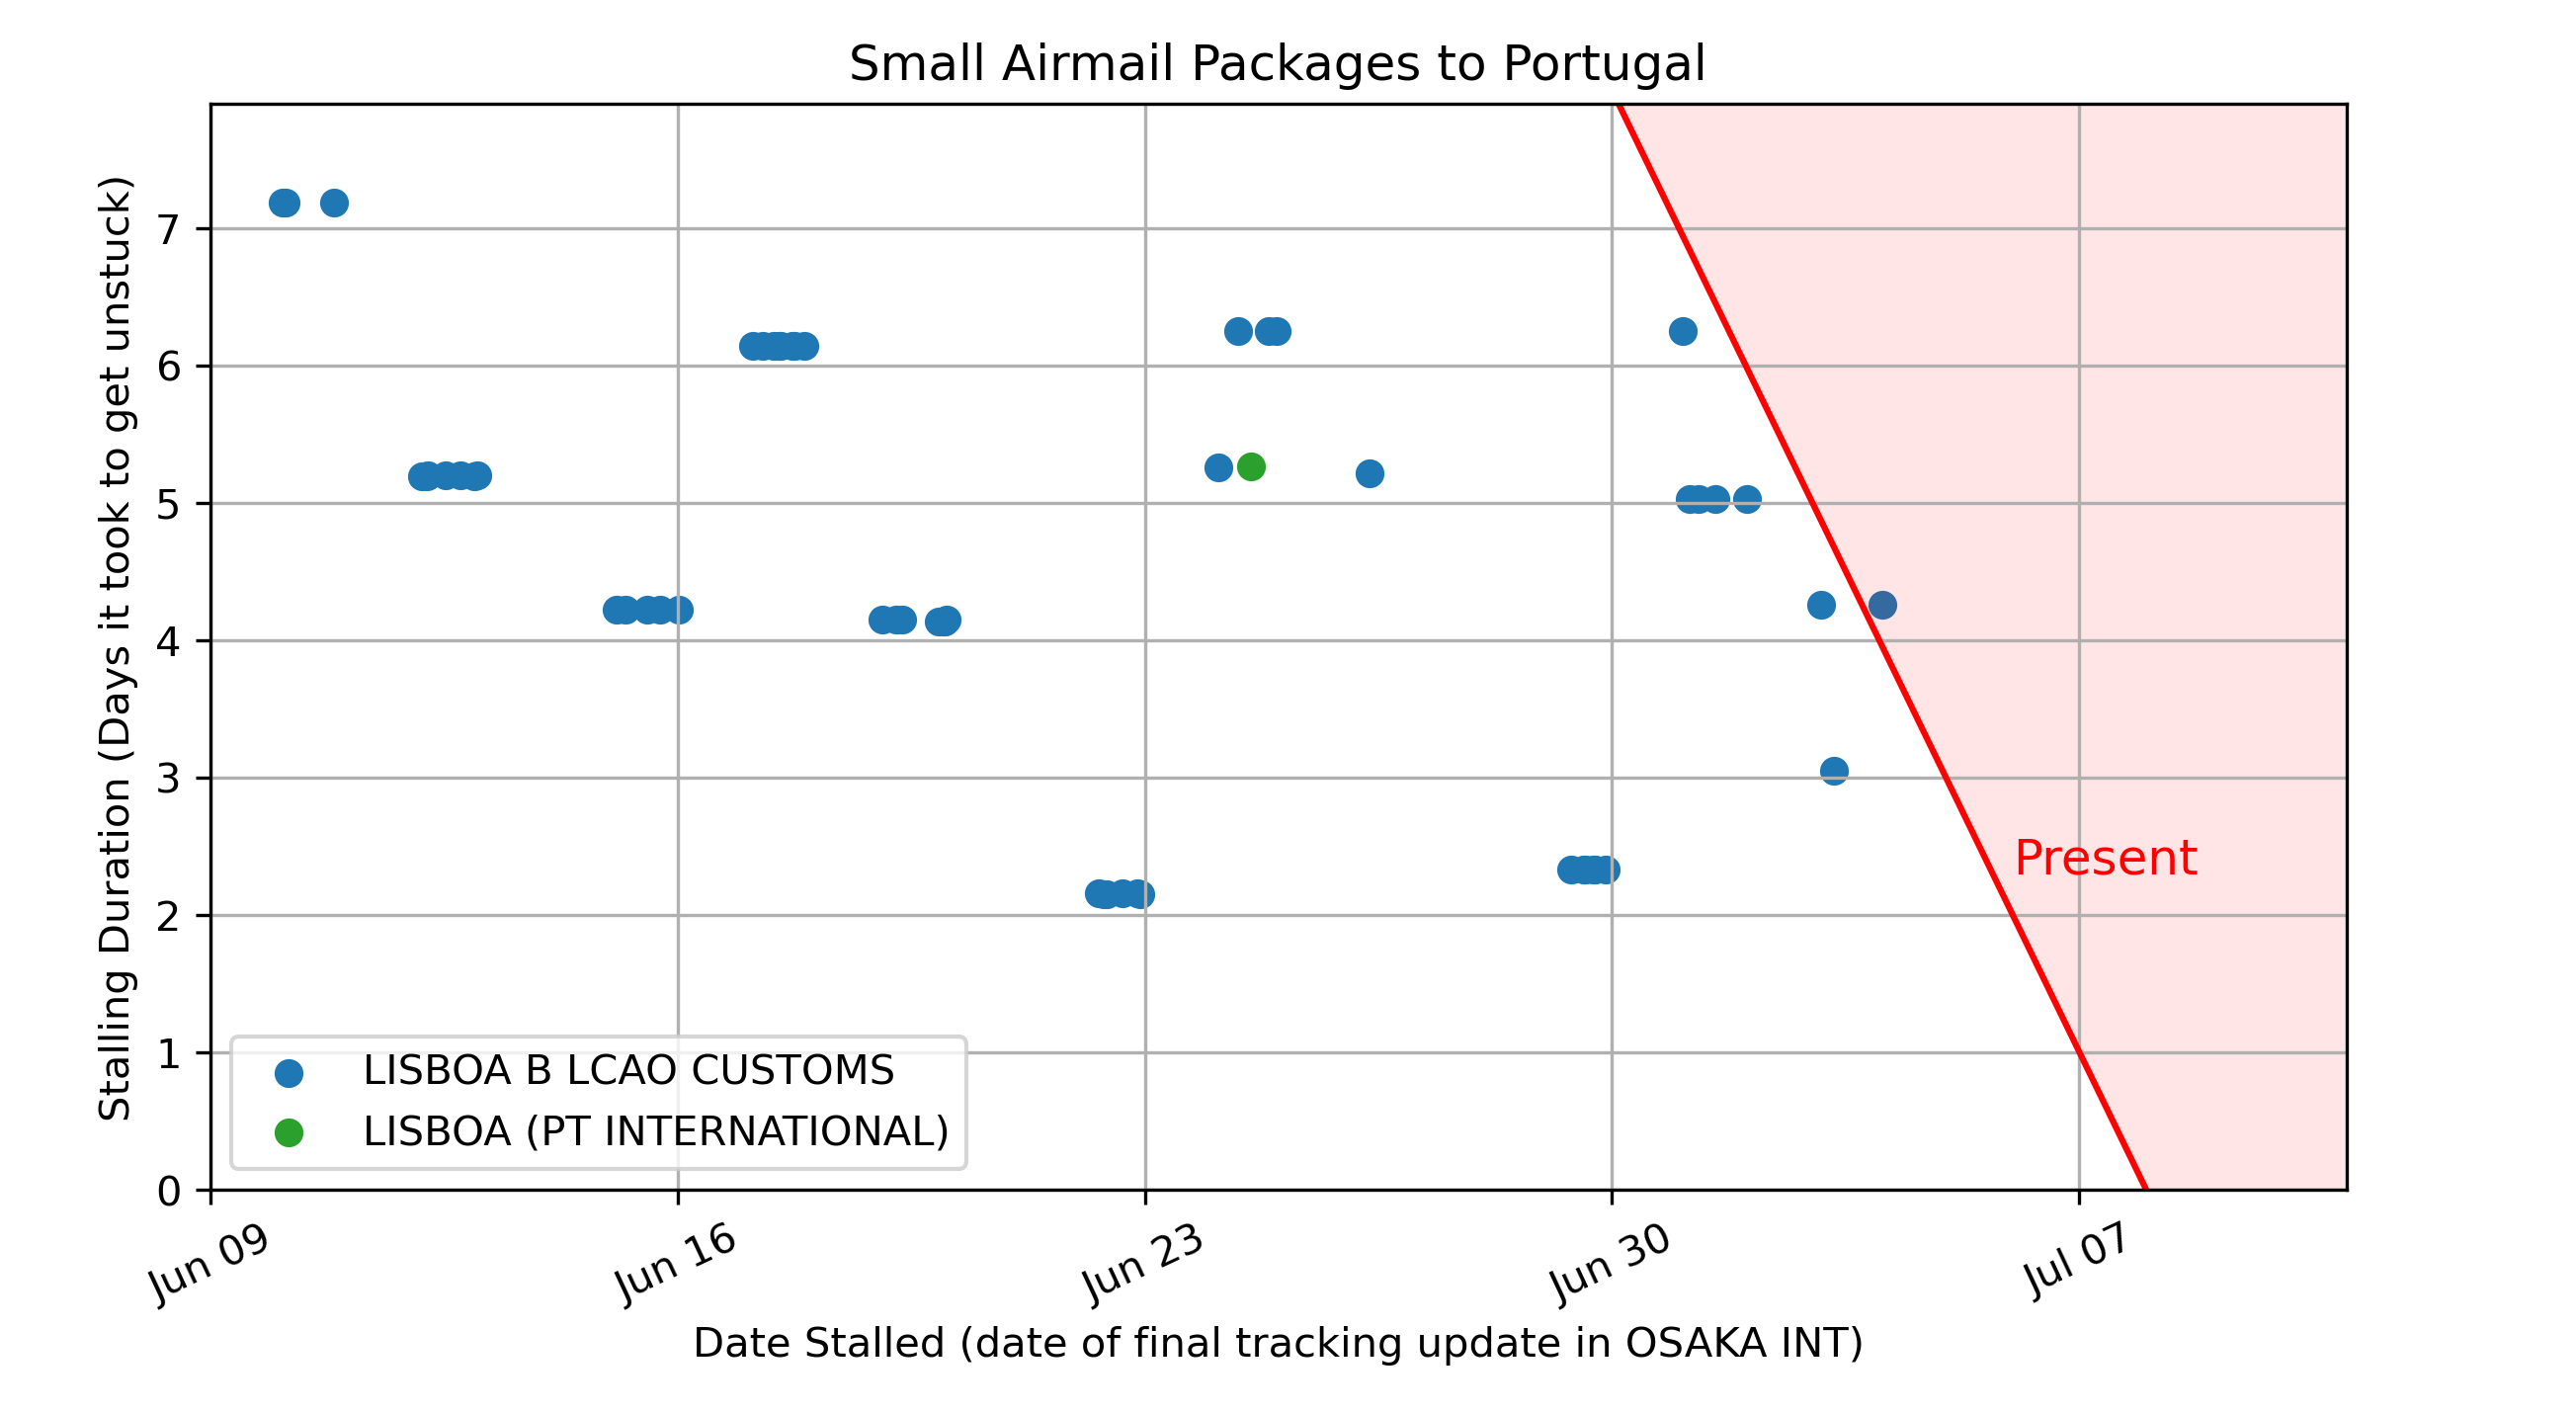 Small Airmail Packages to Portugal
Stalling Duration (Days it took to get unstuck)
7
6
5
4
3
2
1
0
Present
LISBOA B LCAO CUSTOMS
LISBOA (PT INTERNATIONAL)
Jun 09
Jun 16
Jun 23
Jun 30
Jul 07
Date Stalled (date of final tracking update in OSAKA INT)